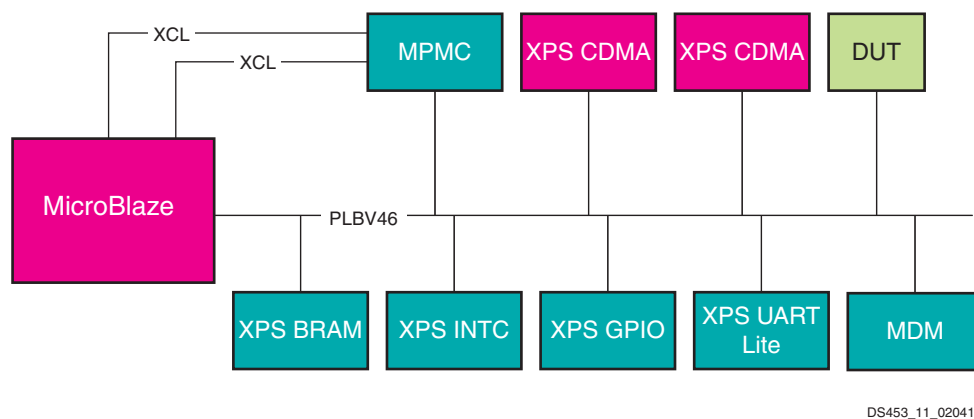 XCL
XCL
MPMC
XPS CDMA
XPS CDMA
DUT
MicroBlaze
PLBV46
XPS BRAM
XPS INTC
XPS GPIO
XPS UART
Lite
MDM
DS453_11_02041